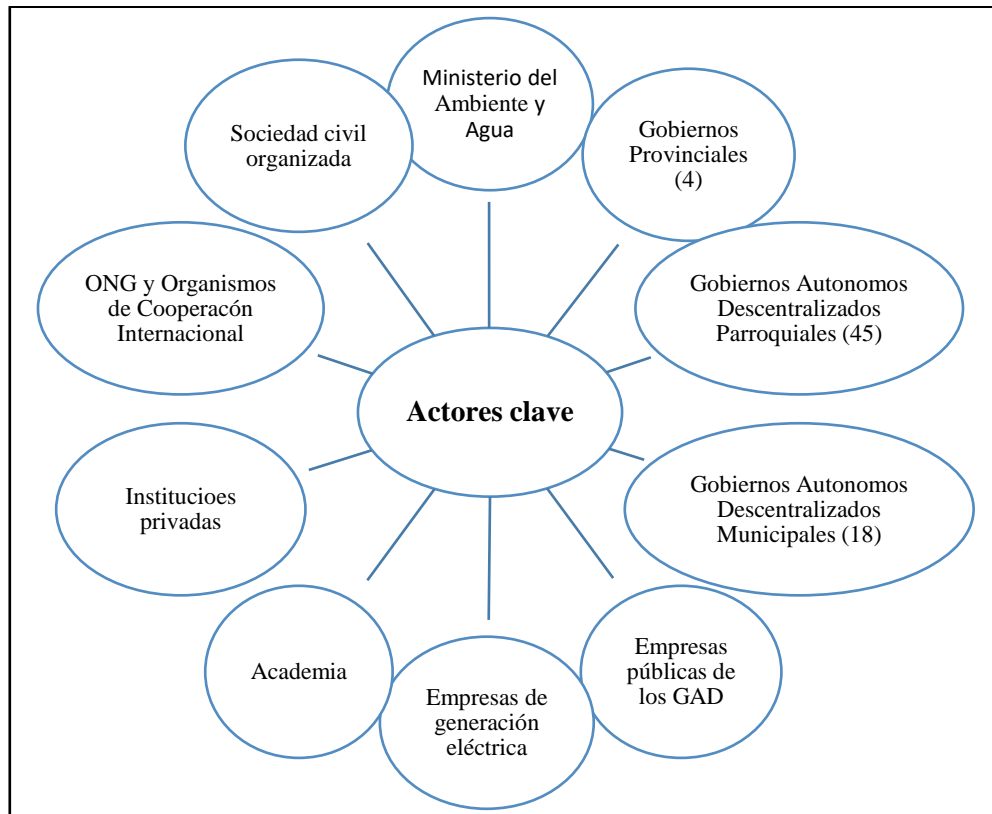 Ministerio del
Ambiente y
Agua
Gobiernos
Provinciales
(4)
Gobiernos Autonomos
Descentralizados
Parroquiales (45)
Gobiernos Autonomos
Descentralizados
Municipales (18)
Empresas
públicas de
los GAD
Empresas de
generación
eléctrica
Academia
Institucioes
privadas
ONG y Organismos
de Cooperacón
Internacional
Sociedad civil
organizada
Actores clave